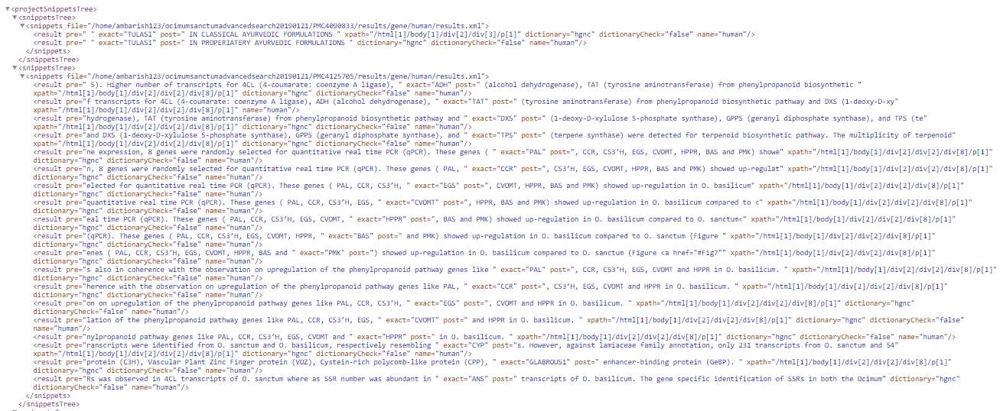 ▼<projectSnippetsTree>
▼<snippetsTree>
▼<snippets file="/home/ambarish123/ocimumsanctumadvancedsearch20190121/PMC4090833/results/gene/human/results.xml">
<result pre=" " exact="TULASI" post=" IN CLASSICAL AYURVEDIC FORMULATIONS " xpath="/html[1]/body[1]/div[2]/div[3]/p[1]" dictionary="hgnc" dictionaryCheck="false" name="human"/>
<result pre=" " exact="TULASI" post=" IN PROPERIATERY AYURVEDIC FORMULATIONS " dictionary="hgnc" dictionaryCheck="false" name="human"/>
</snippets>
</snippetsTree>
▼<snippetsTree>
▼<snippets file="/home/ambarish123/ocimumsanctumadvancedsearch20190121/PMC4125705/results/gene/human/results.xml">
<result pre=" 5). Higher number of transcripts for 4CL (4-coumarate: coenzyme A ligase), " exact="ADH" post=" (alcohol dehydrogenase), TAT (tyrosine aminotransferase) from phenylpropanoid biosynthetic "
xpath="/html[1]/body[1]/div[2]/div[2]/div[8]/p[1]" dictionary="hgnc" dictionaryCheck="false" name="human"/>
<result pre="f transcripts for 4CL (4-coumarate: coenzyme A ligase), ADH (alcohol dehydrogenase), " exact="TAT" post=" (tyrosine aminotransferase) from phenylpropanoid biosynthetic pathway and DXS (1-deoxy-D-xy"
xpath="/html[1]/body[1]/div[2]/div[2]/div[8]/p[1]" name="human"/>
<result pre="hydrogenase), TAT (tyrosine aminotransferase) from phenylpropanoid biosynthetic pathway and " exact="DXS" post=" (1-deoxy-D-xylulose 5-phosphate synthase), GPPS (geranyl diphosphate synthase), and TPS (te"
xpath="/html[1]/body[1]/div[2]/div[2]/div[8]/p[1]" dictionary="hgnc" dictionaryCheck="false" name="human"/>
<result pre="and DXS (1-deoxy-D-xylulose 5-phosphate synthase), GPPS (geranyl diphosphate synthase), and " exact="TPS" post=" (terpene synthase) were detected for terpenoid biosynthetic pathway. The multiplicity of terpenoid"
xpath="/html[1]/body[1]/div[2]/div[2]/div[8]/p[1]" dictionary="hgnc" dictionaryCheck="false" name="human"/>
<result pre="ne expression, 8 genes were randomly selected for quantitative real time PCR (qPCR). These genes ( " exact="PAL" post=", CCR, CS3’H, EGS, CVOMT, HPPR, BAS and PMK) showe" xpath="/html[1]/body[1]/div[2]/div[2]/div[8]/p[1]"
dictionary="hgnc" dictionaryCheck="false" name="human"/>
<result pre="n, 8 genes were randomly selected for quantitative real time PCR (qPCR). These genes ( PAL, " exact="CCR" post=", CS3’H, EGS, CVOMT, HPPR, BAS and PMK) showed up-regulat" xpath="/html[1]/body[1]/div[2]/div[2]/div[8]/p[1]"
dictionary="hgnc" dictionaryCheck="false" name="human"/>
<result pre="elected for quantitative real time PCR (qPCR). These genes ( PAL, CCR, CS3’H, " exact="EGS" post=", CVOMT, HPPR, BAS and PMK) showed up-regulation in O. basilicum" xpath="/html[1]/body[1]/div[2]/div[2]/div[8]/p[1]"
dictionary="hgnc" dictionaryCheck="false" name="human"/>
<result pre="quantitative real time PCR (qPCR). These genes ( PAL, CCR, CS3’H, EGS, " exact="CVOMT" post=", HPPR, BAS and PMK) showed up-regulation in O. basilicum compared to <" xpath="/html[1]/body[1]/div[2]/div[2]/div[8]/p[1]"
dictionary="hgnc" dictionaryCheck="false" name="human"/>
<result pre="eal time PCR (qPCR). These genes ( PAL, CCR, CS3’H, EGS, CVOMT, " exact="HPPR" post=", BAS and PMK) showed up-regulation in O. basilicum compared to O. sanctum<" xpath="/html[1]/body[1]/div[2]/div[2]/div[8]/p[1]"
dictionary="hgnc" dictionaryCheck="false" name="human"/>
<result pre="(qPCR). These genes ( PAL, CCR, CS3’H, EGS, CVOMT, HPPR, " exact="BAS" post=" and PMK) showed up-regulation in O. basilicum compared to O. sanctum (Figure " xpath="/html[1]/body[1]/div[2]/div[2]/div[8]/p[1]"
dictionary="hgnc" dictionaryCheck="false" name="human"/>
<result pre="enes ( PAL, CCR, CS3’H, EGS, CVOMT, HPPR, BAS and " exact="PMK" post=") showed up-regulation in O. basilicum compared to O. sanctum (Figure <a href="#Fig7"" xpath="/html[1]/body[1]/div[2]/div[2]/div[8]/p[1]"
dictionary="hgnc" dictionaryCheck="false" name="human"/>
<result pre="s also in coherence with the observation on upregulation of the phenylpropanoid pathway genes like " exact="PAL" post=", CCR, CS3’H, EGS, CVOMT and HPPR in O. basilicum. " xpath="/html[1]/body[1]/div[2]/div[2]/div[8]/p[1]"
dictionary="hgnc" dictionaryCheck="false" name="human"/>
<result pre="herence with the observation on upregulation of the phenylpropanoid pathway genes like PAL, " exact="CCR" post=", CS3’H, EGS, CVOMT and HPPR in O. basilicum. " xpath="/html[1]/body[1]/div[2]/div[2]/div[8]/p[1]"
dictionary="hgnc" dictionaryCheck="false" name="human"/>
<result pre="on on upregulation of the phenylpropanoid pathway genes like PAL, CCR, CS3’H, " exact="EGS" post=", CVOMT and HPPR in O. basilicum. " xpath="/html[1]/body[1]/div[2]/div[2]/div[8]/p[1]" dictionary="hgnc"
dictionaryCheck="false" name="human"/>
<result pre="lation of the phenylpropanoid pathway genes like PAL, CCR, CS3’H, EGS, " exact="CVOMT" post=" and HPPR in O. basilicum. " xpath="/html[1]/body[1]/div[2]/div[2]/div[8]/p[1]" dictionary="hgnc" dictionaryCheck="false"
name="human"/>
<result pre="nylpropanoid pathway genes like PAL, CCR, CS3’H, EGS, CVOMT and " exact="HPPR" post=" in O. basilicum. " xpath="/html[1]/body[1]/div[2]/div[2]/div[8]/p[1]" dictionary="hgnc" dictionaryCheck="false" name="human"/>
<result pre="ranscripts were identified from O. sanctum and O. basilicum, respectively resembling " exact="CYP" post="s. However, against lamiaceae family annotation, only 231 transcripts from O. sanctum and 54"
xpath="/html[1]/body[1]/div[2]/div[2]/div[8]/p[1]" dictionary="hgnc" dictionaryCheck="false" name="human"/>
<result pre="protein (C3H), Vascular Plant Zinc Finger protein (VOZ), Cystein-rich polycomb-like protein (CPP), " exact="GLABROUS1" post=" enhancer-binding protein (GeBP). " xpath="/html[1]/body[1]/div[2]/div[2]/div[8]/p[1]"
dictionary="hgnc" dictionaryCheck="false" name="human"/>
<result pre="Rs was observed in 4CL transcripts of O. sanctum where as SSR number was abundant in " exact="ANS" post=" transcripts of O. basilicum. The gene specific identification of SSRs in both the Ocimum" dictionary="hgnc"
dictionaryCheck="false" name="human"/>
</snippets>
</snippetsTree>